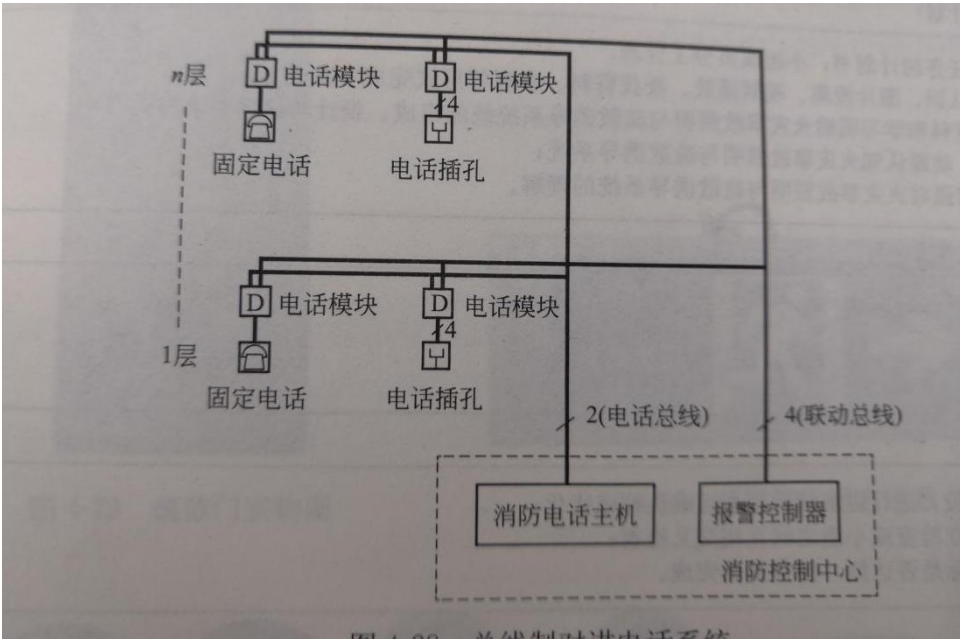 n层
D 电话模块
D 电话模块
4
固定电话
电话插孔
D 电话模块
D 电话模块
4
1层
固定电话
电话插孔
2(电话总线)
4(联动总线)
消防电话主机
报警控制器
消防控制中心